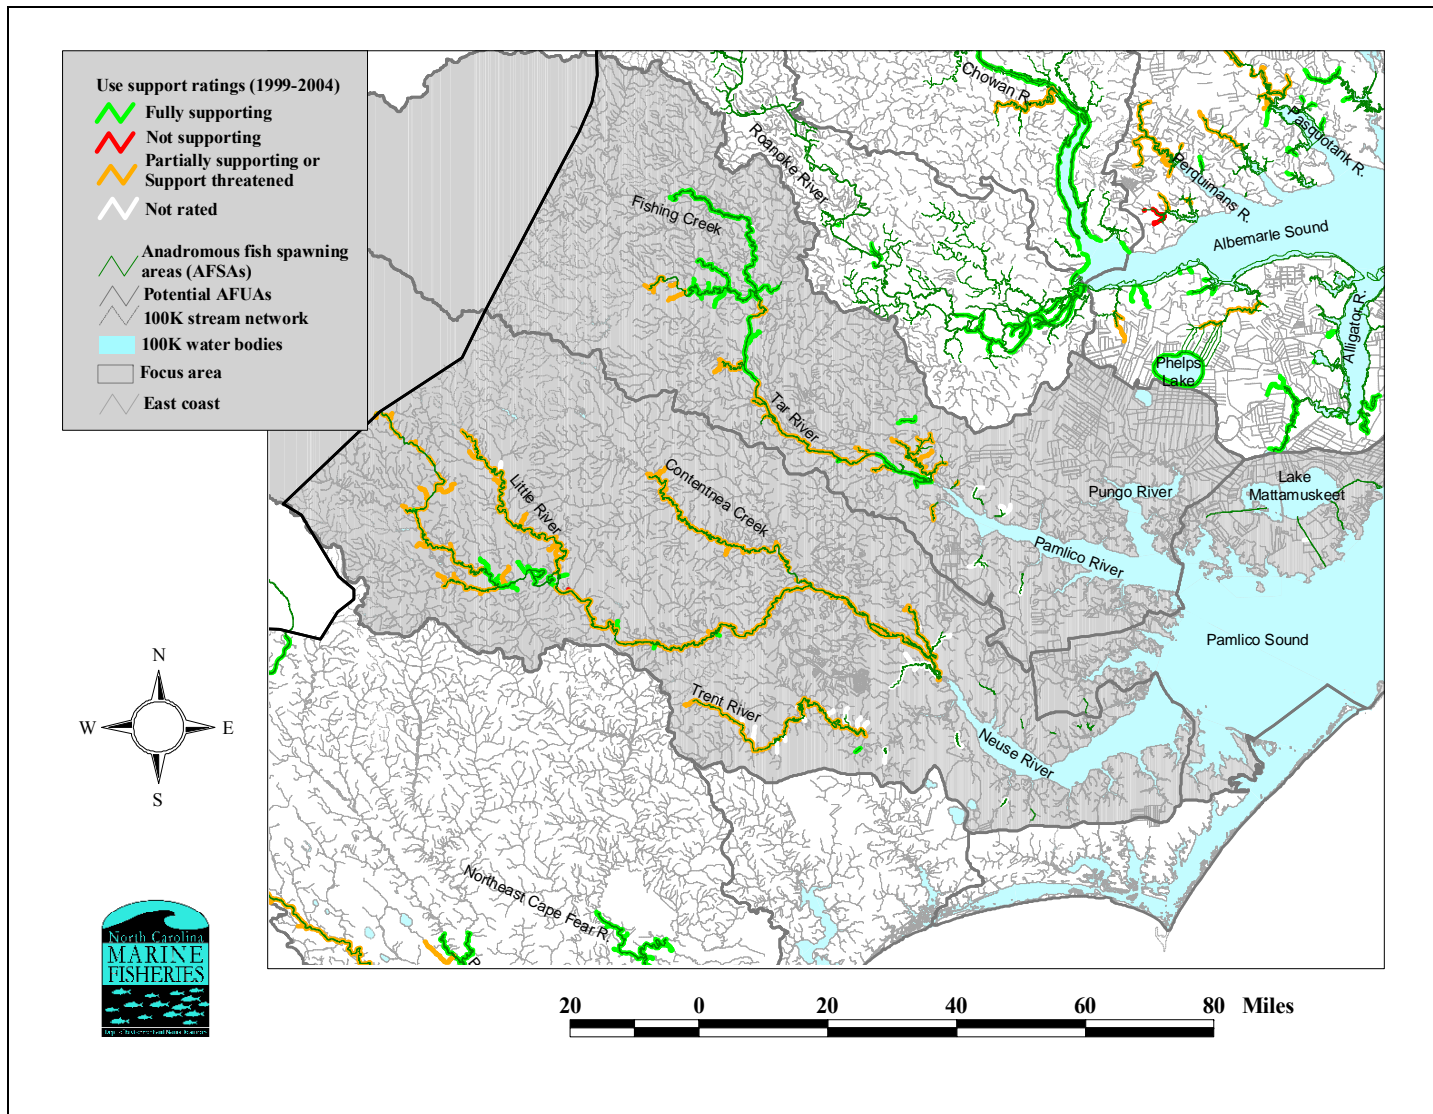 Use support ratings (1999-2004)
Fully supporting
Not supporting
Partially supporting or
Support threatened
Not rated
Anadromous fish spawning
areas (AFSAs)
Potential AFUAs
100K stream network
100K water bodies
Focus area
East coast
Chowan R.
Roanoke River
Pasquotank R.
Perquimans R.
Albemarle Sound
Fishing Creek
Alligator R.
Phelps
Lake
Tar River
Little River
Contentnea Creek
Pungo River
Lake
Mattamuskeet
Pamlico River
Pamlico Sound
Trent River
Neuse River
Northeast Cape Fear R.
N
W
E
S
North Carolina
MARINE
FISHERIES
20 0 20 40 60 80 Miles